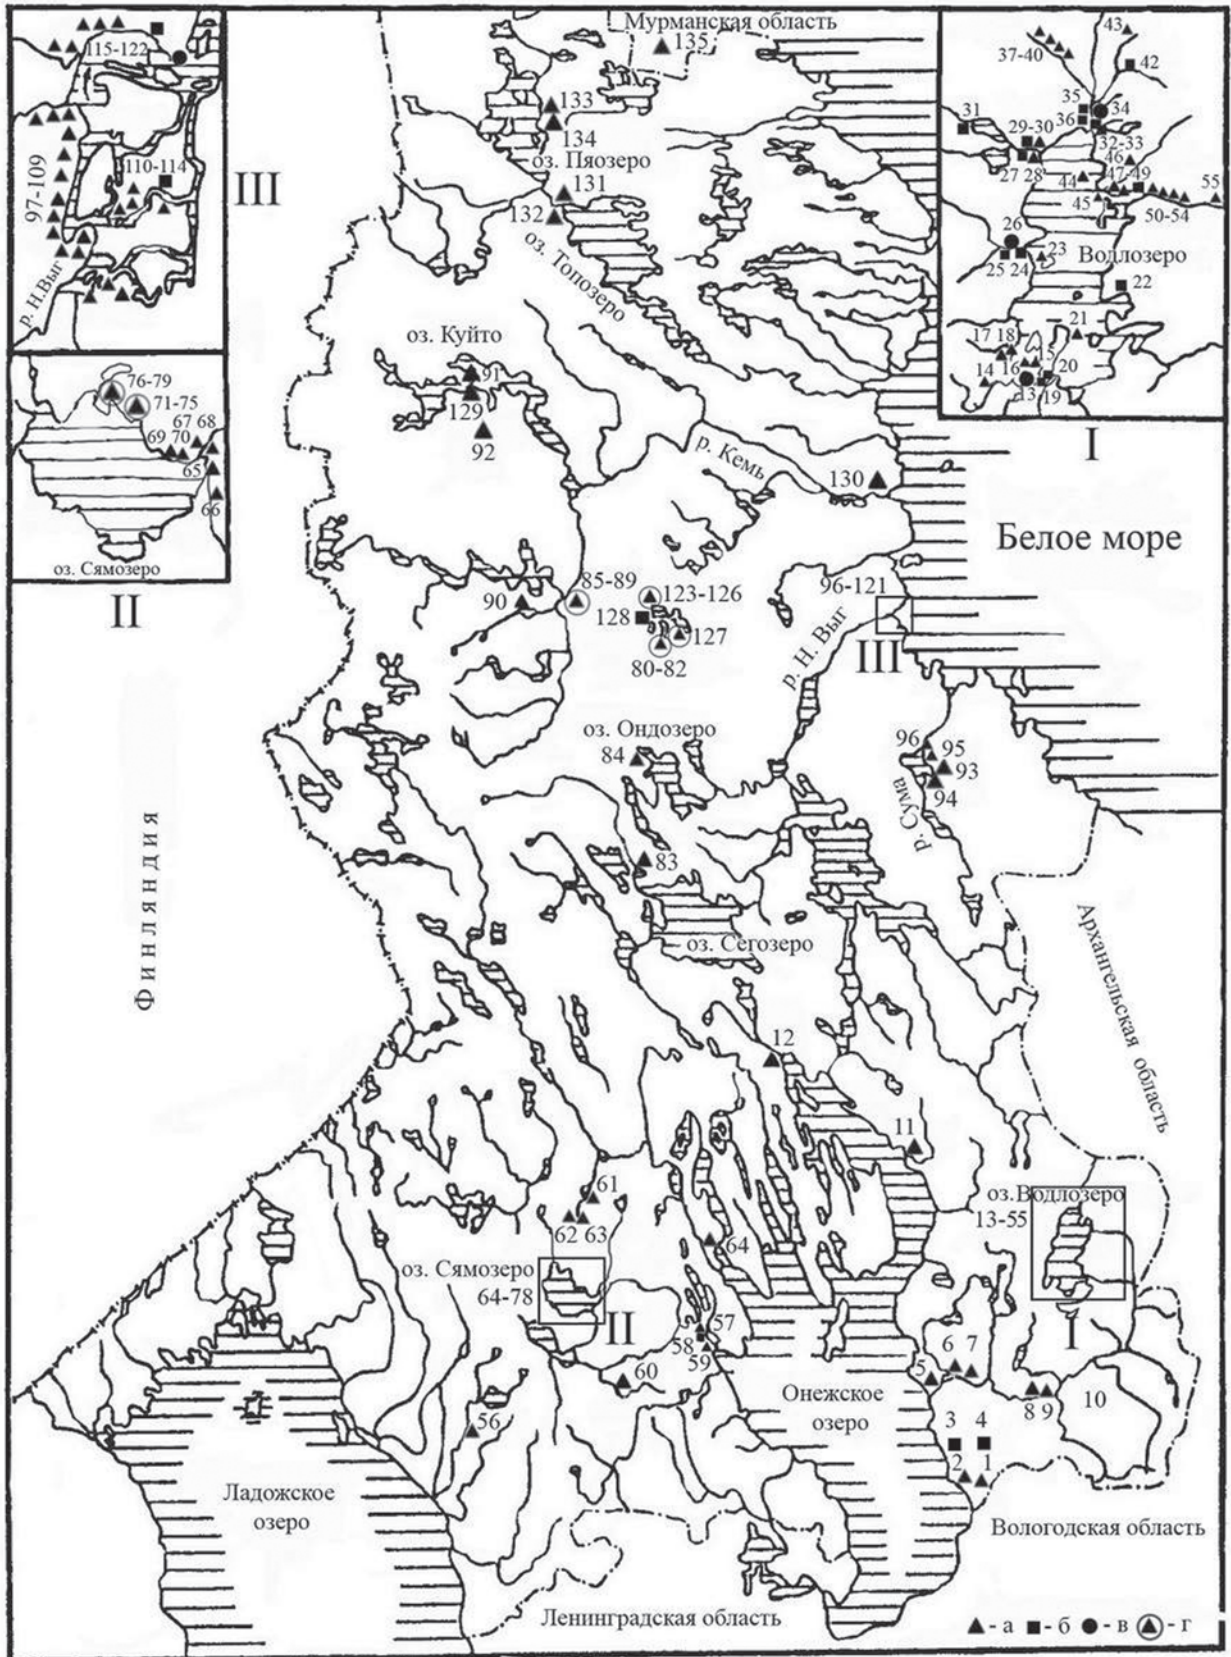 Мурманская область
135
115-122
97-109
110-114
р. Н.Выг
III
76-79
71-75
67 68
69 70
65
66
оз. Сямозеро
II
37-40
43
42
35
34
36
31
29-30
32-33
27 28
46
47-49
44
45
50-54
55
26
25 24
23
Водлозеро
22
21
17 18
15
16
20
14
13
19
I
133
134
оз. Пяозеро
131
132
оз. Топозеро
оз. Куйто
91
129
92
р. Кемь
130
Белое море
85-89
90
123-126
128
127
80-82
96-121
р. Н. Выг
III
оз. Ондозеро
84
96
95
93
94
р. Сума
83
оз. Сегозеро
Финляндия
Архангельская область
12
11
61
62 63
64
оз. Водлозеро
13-55
I
оз. Сямозеро
64-78
II
57
58
59
60
56
6 7
5
8 9
10
3 4
2 1
Онежское
озеро
Ладожское
озеро
Вологодская область
Ленинградская область
- а - б - в - г